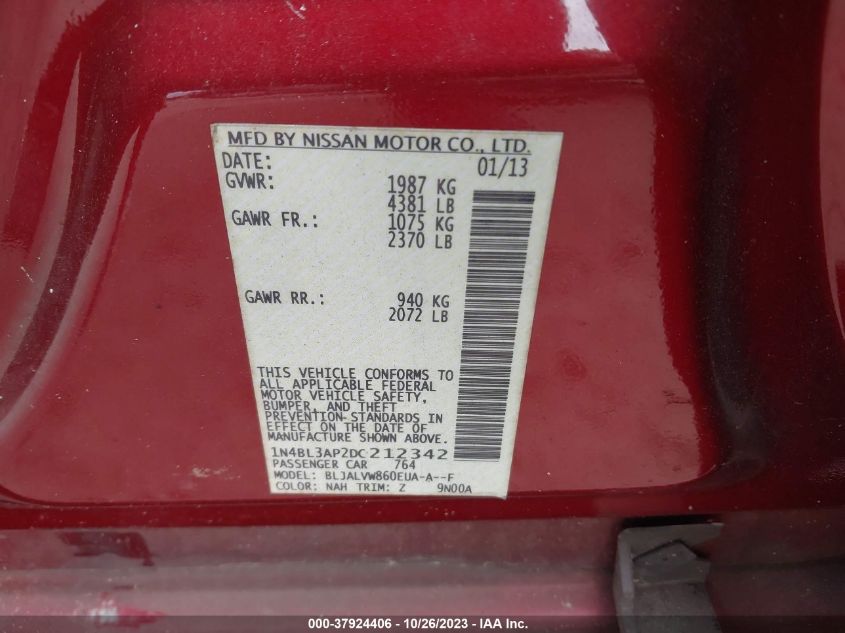 MFD BY NISSAN MOTOR CO., LTD.
DATE: 01/13
GVWR: 1987 KG
4381 LB
GAWR FR.: 1075 KG
2370 LB
GAWR RR.: 940 KG
2072 LB
THIS VEHICLE CONFORMS TO
ALL APPLICABLE FEDERAL
MOTOR VEHICLE SAFETY,
BUMPER, AND THEFT
PREVENTION STANDARDS IN
EFFECT ON THE DATE OF
MANUFACTURE SHOWN ABOVE.
1N4BL3AP2DC212342
PASSENGER CAR 764
MODEL: BLJALVW860EUA-A--F
COLOR: NAH TRIM: Z 9N00A
000-37924406 - 10/26/2023 - IAA Inc.